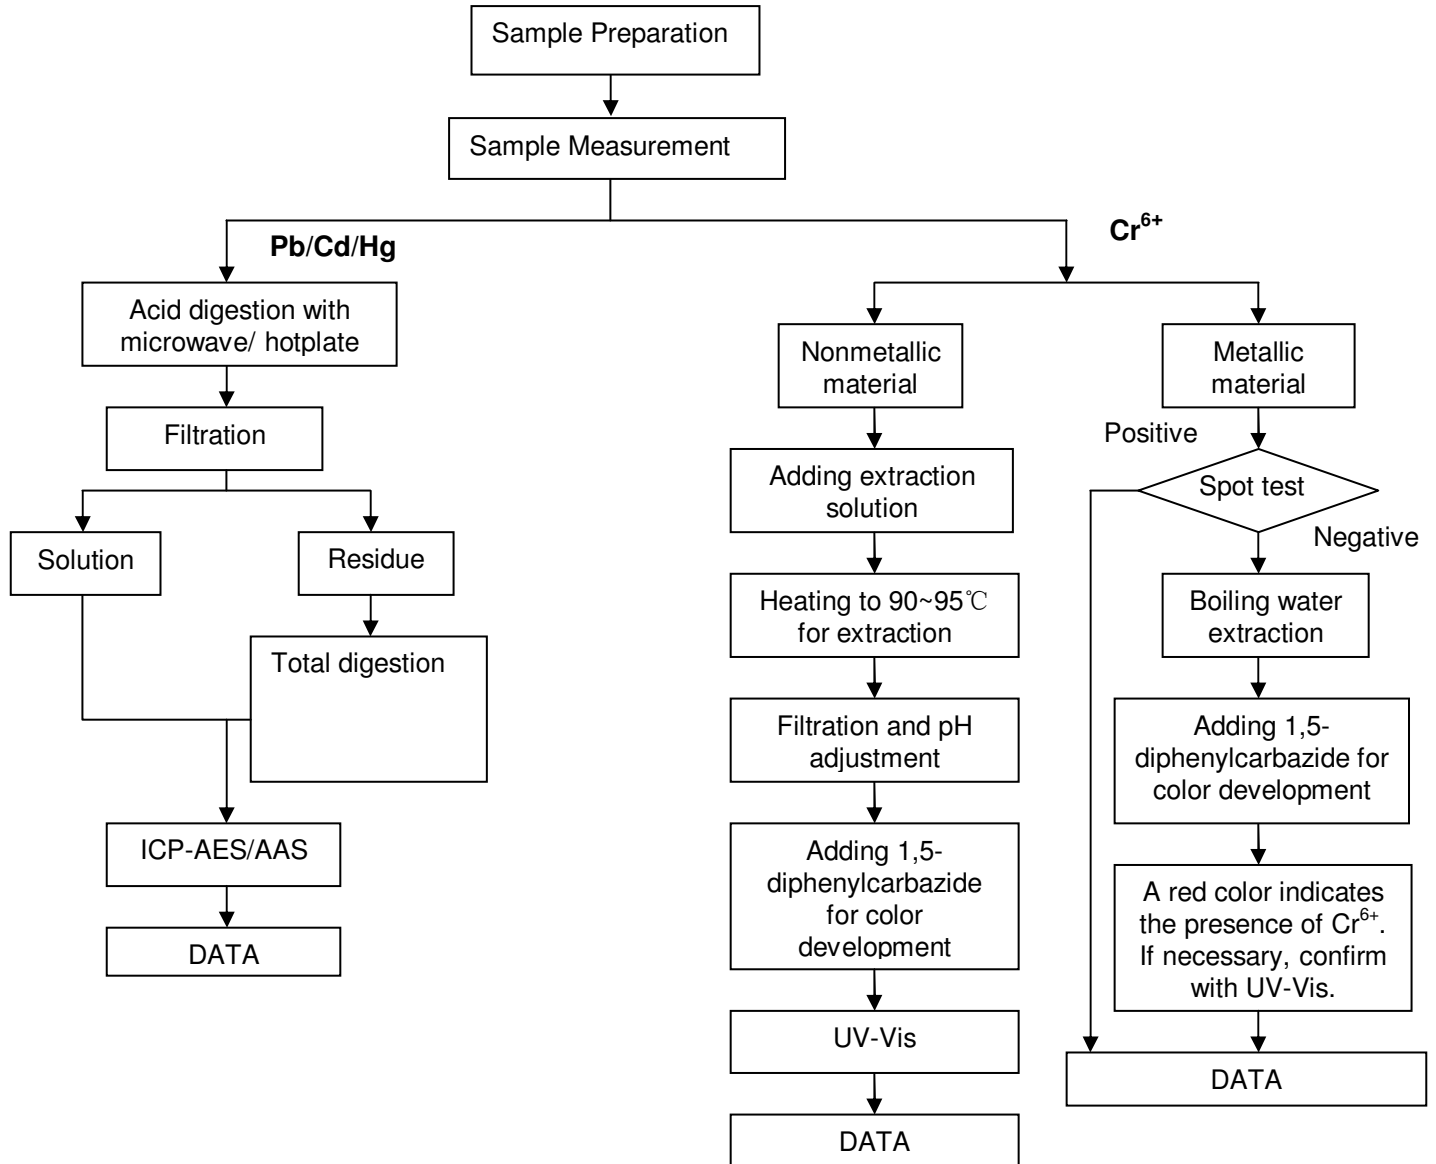 Sample Preparation
Sample Measurement
Pb/Cd/Hg
Acid digestion with
microwave/ hotplate
Filtration
Solution
Residue
Total digestion
ICP-AES/AAS
DATA
Cr⁶⁺
Nonmetallic
material
Adding extraction
solution
Heating to 90~95℃
for extraction
Filtration and pH
adjustment
Adding 1,5-
diphenylcarbazide
for color
development
UV-Vis
DATA
Metallic
material
Positive
Spot test
Negative
Boiling water
extraction
Adding 1,5-
diphenylcarbazide for
color development
A red color indicates
the presence of Cr⁶⁺.
If necessary, confirm
with UV-Vis.
DATA